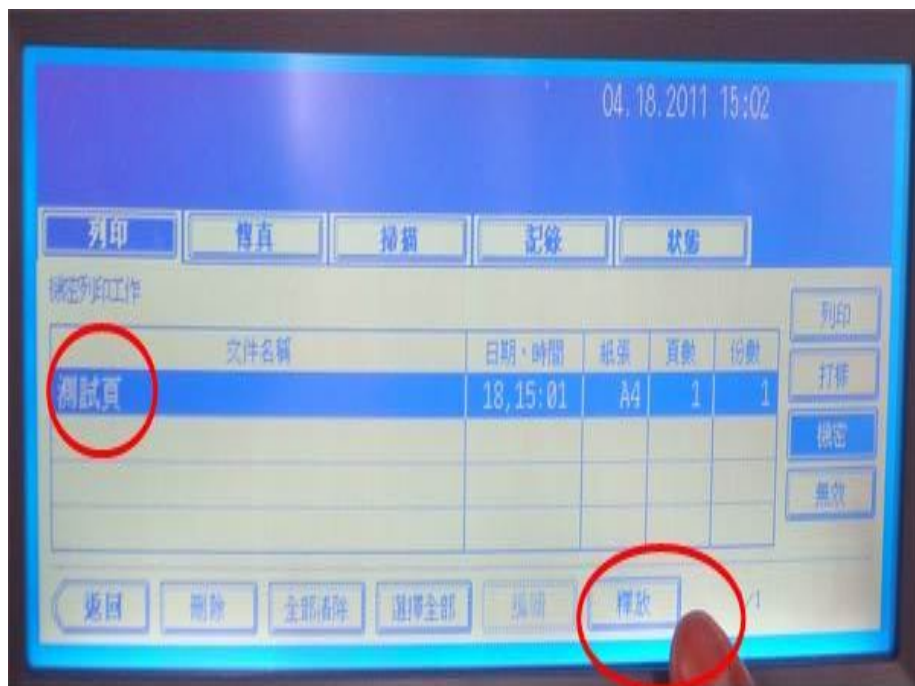 04.18.2011 15:02
列印 傳真 掃描 記錄 狀態
機密列印工作
列印
文件名稱 日期、時間 紙張 頁數 份數
打樣
測試頁 18,15:01 A4 1 1
機密
無效
返回 刪除 全部清除 選擇全部 釋放